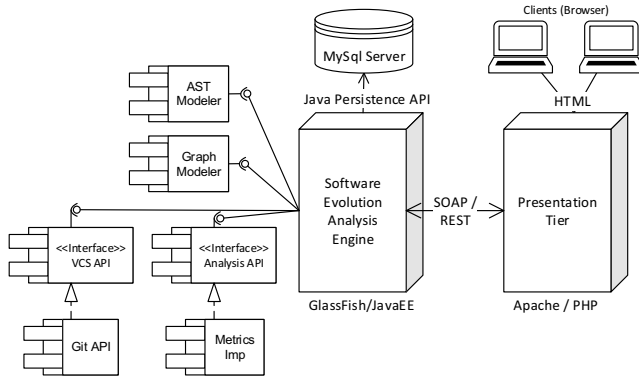 Clients (Browser)
MySql Server
AST
Modeler
Java Persistence API
HTML
Graph
Modeler
Software
Evolution
Analysis
Engine
SOAP /
REST
Presentation
Tier
<<Interface>>
VCS API
<<Interface>>
Analysis API
GlassFish/JavaEE
Apache / PHP
Git API
Metrics
Imp